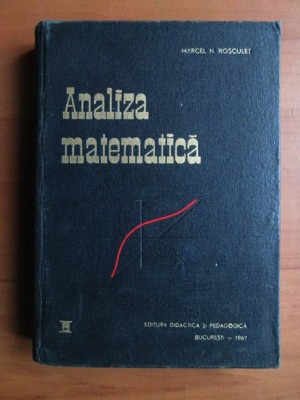 MARCEL N. ROȘCULEȚ
Analiza
matematică
EDITURA DIDACTICĂ ȘI PEDAGOGICĂ
BUCUREȘTI – 1967